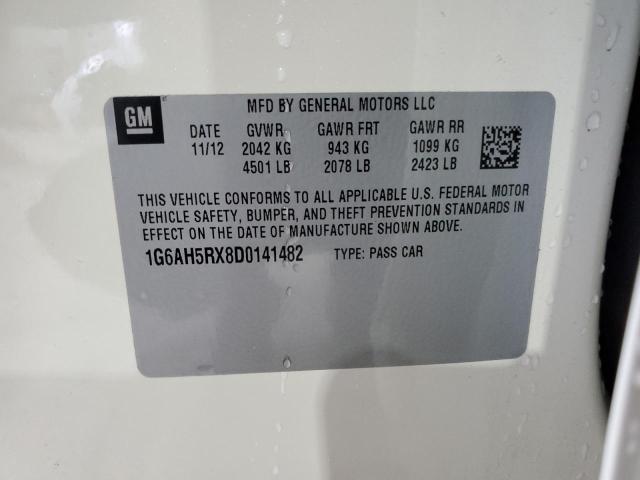 GM
MFD BY GENERAL MOTORS LLC
DATE GVWR GAWR FRT GAWR RR
11/12 2042 KG 943 KG 1099 KG
4501 LB 2078 LB 2423 LB
THIS VEHICLE CONFORMS TO ALL APPLICABLE U.S. FEDERAL MOTOR
VEHICLE SAFETY, BUMPER, AND THEFT PREVENTION STANDARDS IN
EFFECT ON THE DATE OF MANUFACTURE SHOWN ABOVE.
1G6AH5RX8D0141482 TYPE: PASS CAR